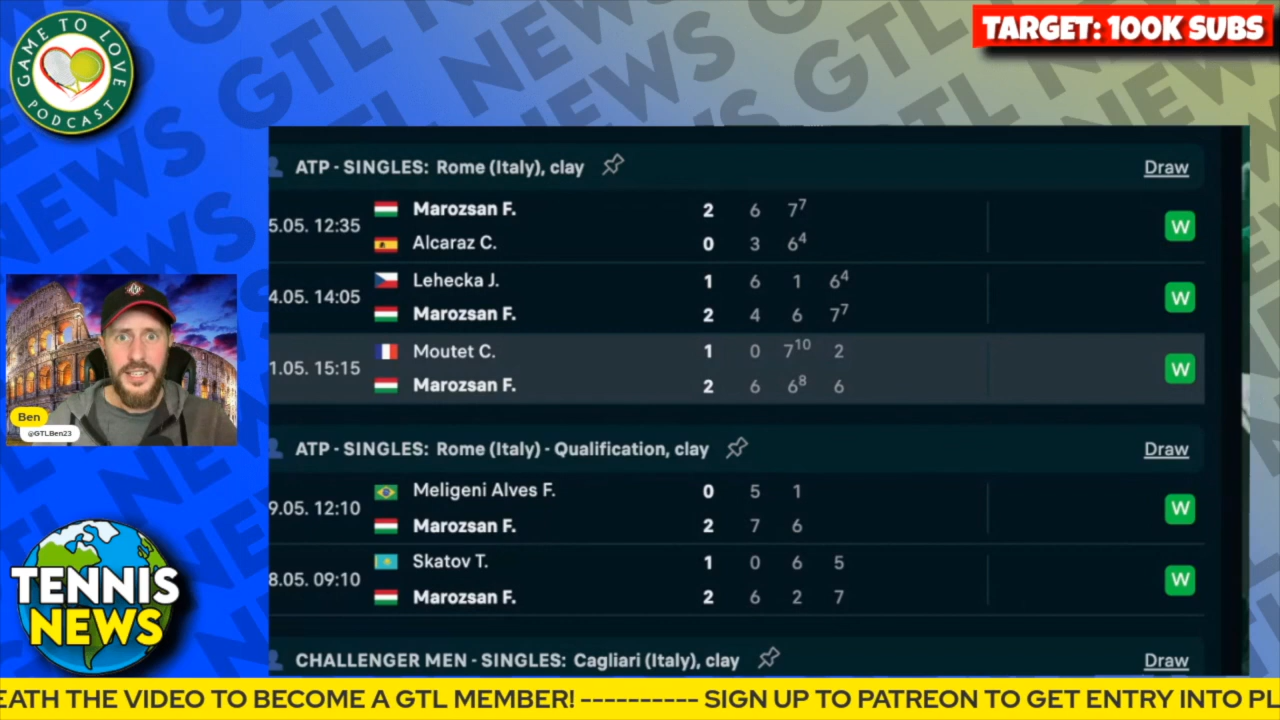 GAME TO LOVE
PODCAST
TARGET: 100K SUBS
ATP - SINGLES: Rome (Italy), clay Draw
5.05. 12:35 Marozsan F. 2 6 7⁷ W
Alcaraz C. 0 3 6⁴
4.05. 14:05 Lehecka J. 1 6 1 6⁴ W
Marozsan F. 2 4 6 7⁷
1.05. 15:15 Moutet C. 1 0 7¹⁰ 2 W
Marozsan F. 2 6 6⁸ 6
ATP - SINGLES: Rome (Italy) - Qualification, clay Draw
9.05. 12:10 Meligeni Alves F. 0 5 1 W
Marozsan F. 2 7 6
8.05. 09:10 Skatov T. 1 0 6 5 W
Marozsan F. 2 6 2 7
CHALLENGER MEN - SINGLES: Cagliari (Italy), clay Draw
Ben
@GTLBen23
TENNIS
NEWS
EATH THE VIDEO TO BECOME A GTL MEMBER! ---------- SIGN UP TO PATREON TO GET ENTRY INTO PL
GTL NEWS